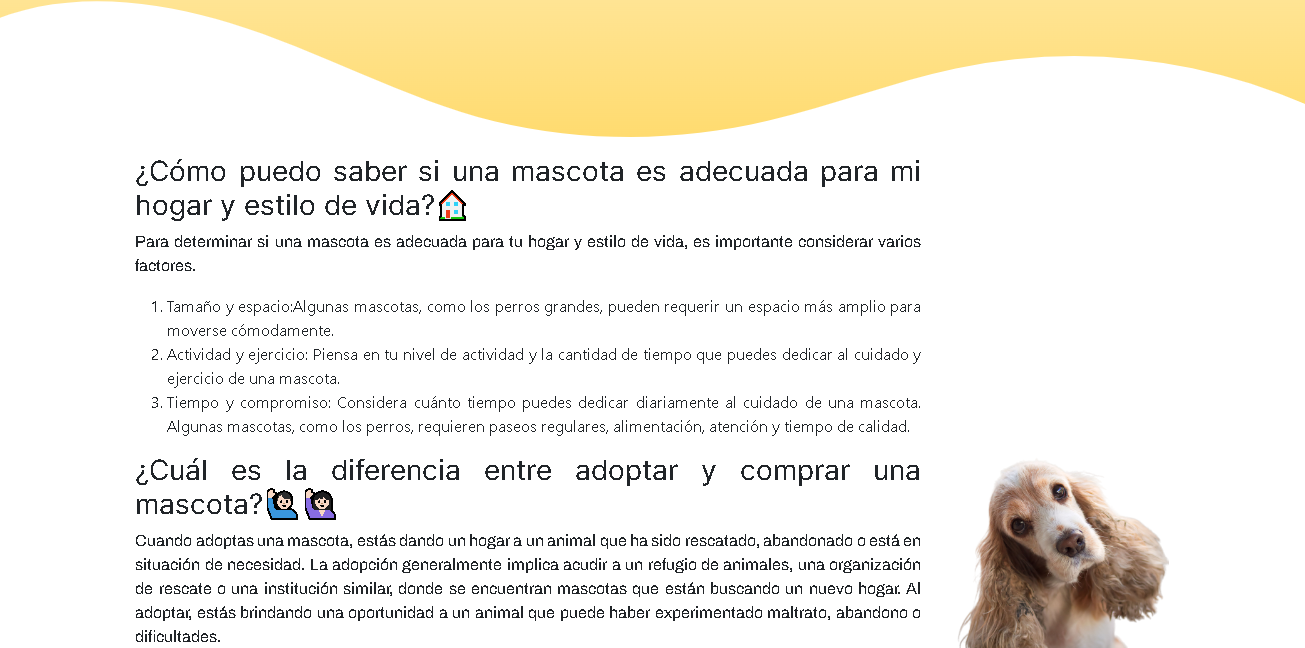 ¿Cómo puedo saber si una mascota es adecuada para mi
hogar y estilo de vida?🏠
Para determinar si una mascota es adecuada para tu hogar y estilo de vida, es importante considerar varios
factores.
1. Tamaño y espacio:Algunas mascotas, como los perros grandes, pueden requerir un espacio más amplio para
moverse cómodamente.
2. Actividad y ejercicio: Piensa en tu nivel de actividad y la cantidad de tiempo que puedes dedicar al cuidado y
ejercicio de una mascota.
3. Tiempo y compromiso: Considera cuánto tiempo puedes dedicar diariamente al cuidado de una mascota.
Algunas mascotas, como los perros, requieren paseos regulares, alimentación, atención y tiempo de calidad.
¿Cuál es la diferencia entre adoptar y comprar una
mascota?🙋🏻‍♂️🙋🏻‍♀️
Cuando adoptas una mascota, estás dando un hogar a un animal que ha sido rescatado, abandonado o está en
situación de necesidad. La adopción generalmente implica acudir a un refugio de animales, una organización
de rescate o una institución similar, donde se encuentran mascotas que están buscando un nuevo hogar. Al
adoptar, estás brindando una oportunidad a un animal que puede haber experimentado maltrato, abandono o
dificultades.